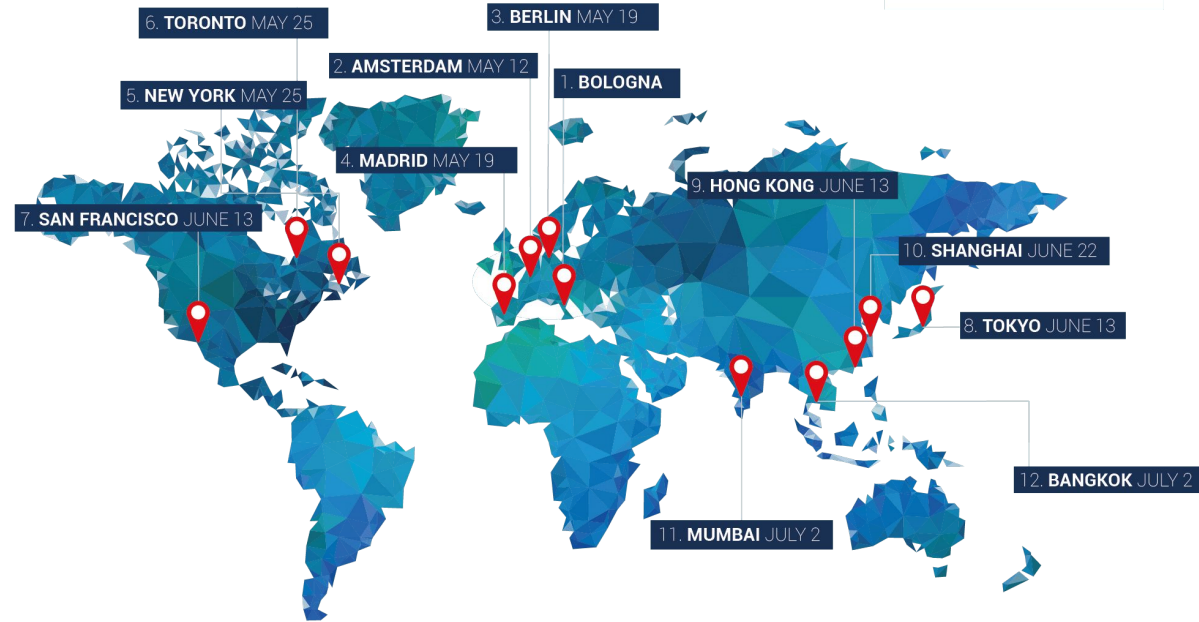 6. TORONTO MAY 25
3. BERLIN MAY 19
2. AMSTERDAM MAY 12
1. BOLOGNA
5. NEW YORK MAY 25
4. MADRID MAY 19
9. HONG KONG JUNE 13
7. SAN FRANCISCO JUNE 13
10. SHANGHAI JUNE 22
8. TOKYO JUNE 13
12. BANGKOK JULY 2
11. MUMBAI JULY 2